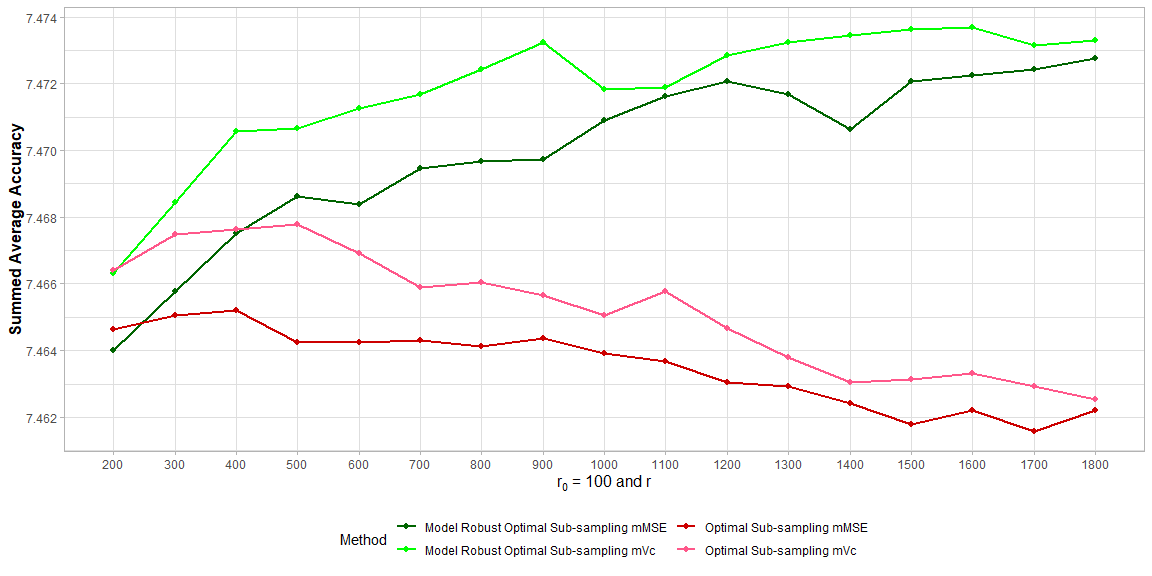 Summed Average Accuracy
7.474
7.472
7.470
7.468
7.466
7.464
7.462
200 300 400 500 600 700 800 900 1000 1100 1200 1300 1400 1500 1600 1700 1800
r₀ = 100 and r
Method
Model Robust Optimal Sub-sampling mMSE
Optimal Sub-sampling mMSE
Model Robust Optimal Sub-sampling mVc
Optimal Sub-sampling mVc